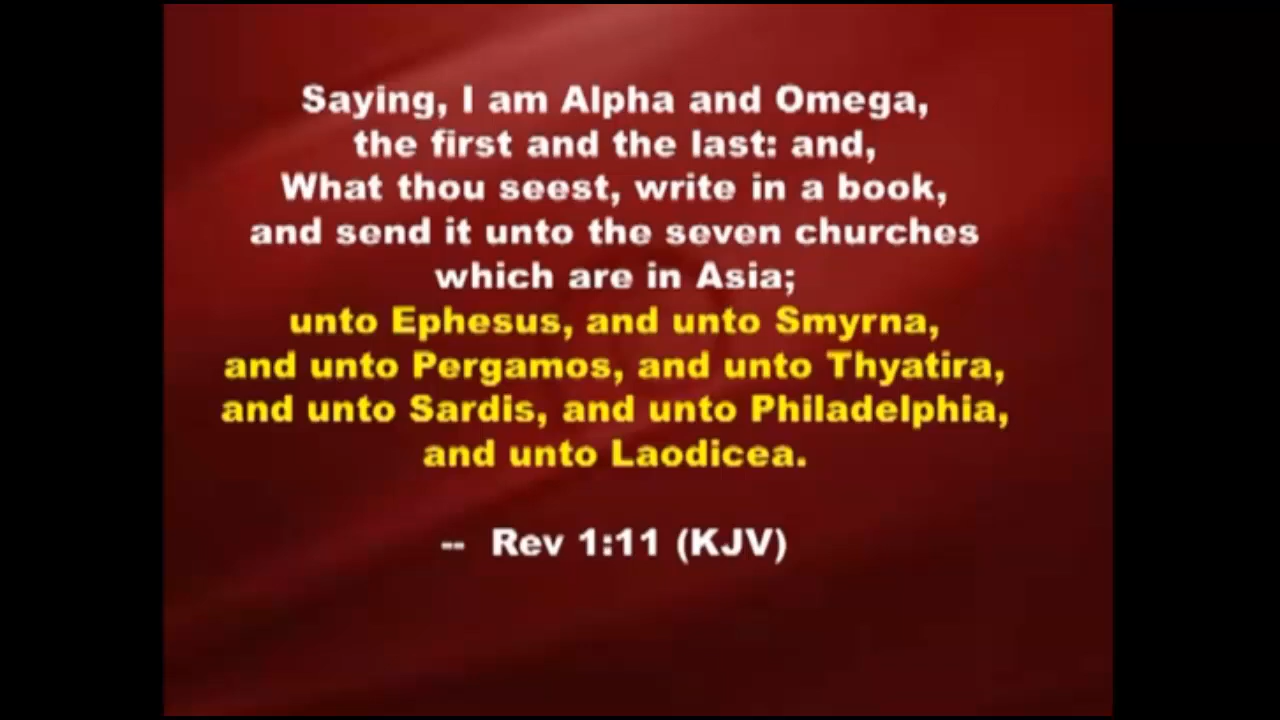 Saying, I am Alpha and Omega,
the first and the last: and,
What thou seest, write in a book,
and send it unto the seven churches
which are in Asia;
unto Ephesus, and unto Smyrna,
and unto Pergamos, and unto Thyatira,
and unto Sardis, and unto Philadelphia,
and unto Laodicea.
-- Rev 1:11 (KJV)